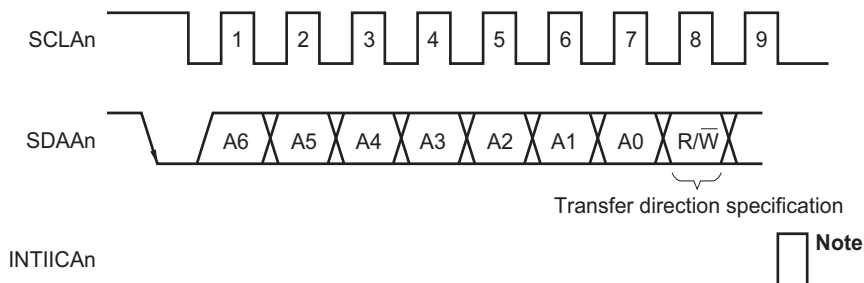 SCLAn 1 2 3 4 5 6 7 8 9
SDAAn A6 A5 A4 A3 A2 A1 A0 R/W̅
Transfer direction specification
Note
INTIICAn